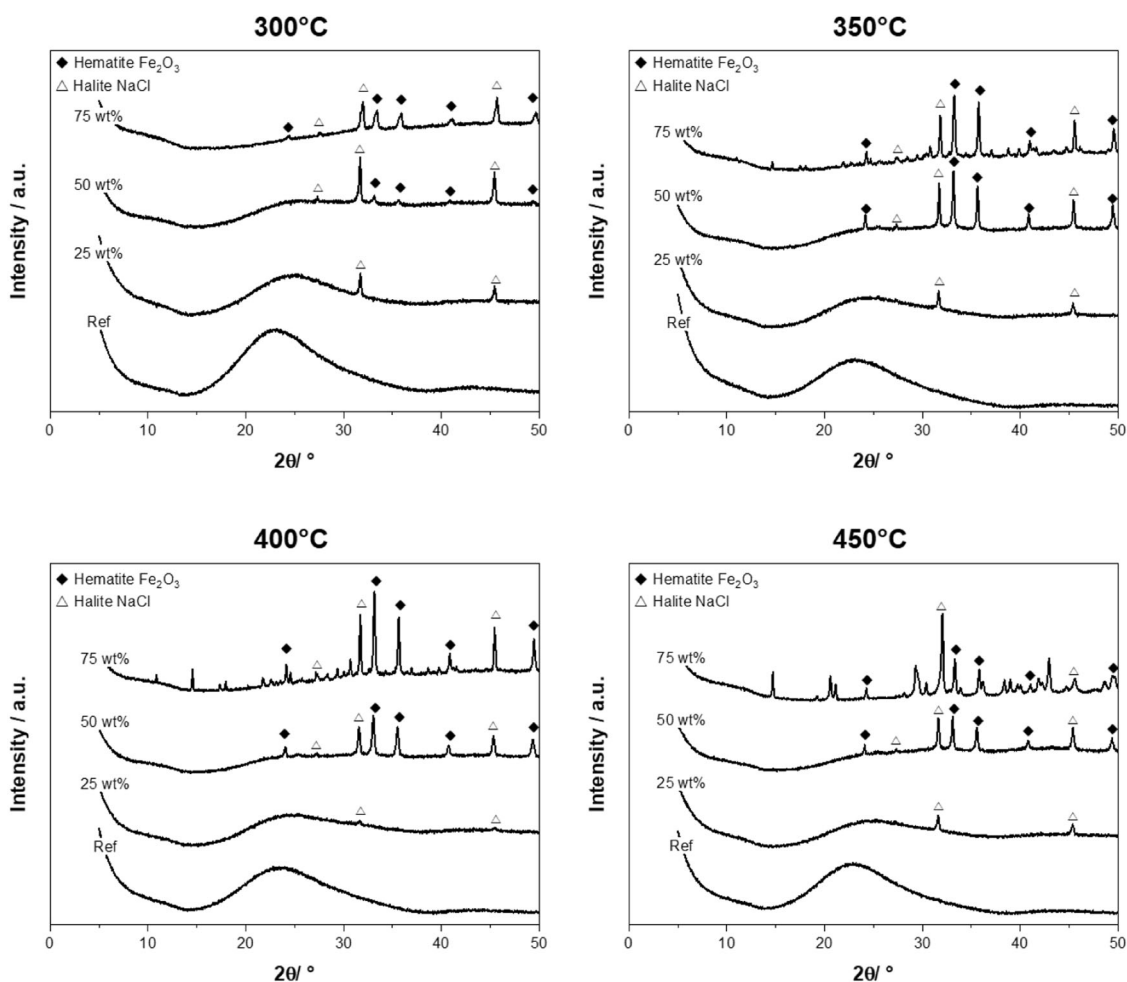 300°C
◆ Hematite Fe₂O₃
△ Halite NaCl
75 wt%
50 wt%
25 wt%
Ref
Intensity / a.u.
0 10 20 30 40 50
2θ/ °
350°C
◆ Hematite Fe₂O₃
△ Halite NaCl
75 wt%
50 wt%
25 wt%
Ref
Intensity / a.u.
0 10 20 30 40 50
2θ/ °
400°C
◆ Hematite Fe₂O₃
△ Halite NaCl
75 wt%
50 wt%
25 wt%
Ref
Intensity / a.u.
0 10 20 30 40 50
2θ/ °
450°C
◆ Hematite Fe₂O₃
△ Halite NaCl
75 wt%
50 wt%
25 wt%
Ref
Intensity / a.u.
0 10 20 30 40 50
2θ/ °